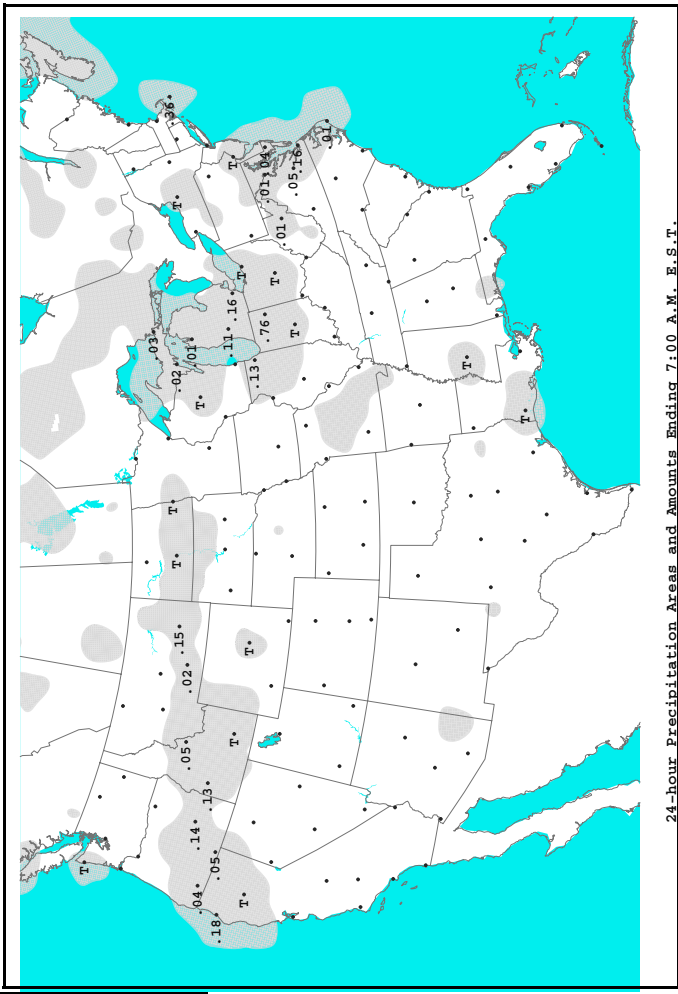 T
.03
.36
T
T
.02
T
.15
.02
.05
.01
.14
.04
T
.13
.05
.18
.11
.16
T
T
T
T
T
.13
.76
.01
.04
T
.01
T
.05
.16
.01
T
T
24-hour Precipitation Areas and Amounts Ending 7:00 A.M. E.S.T.